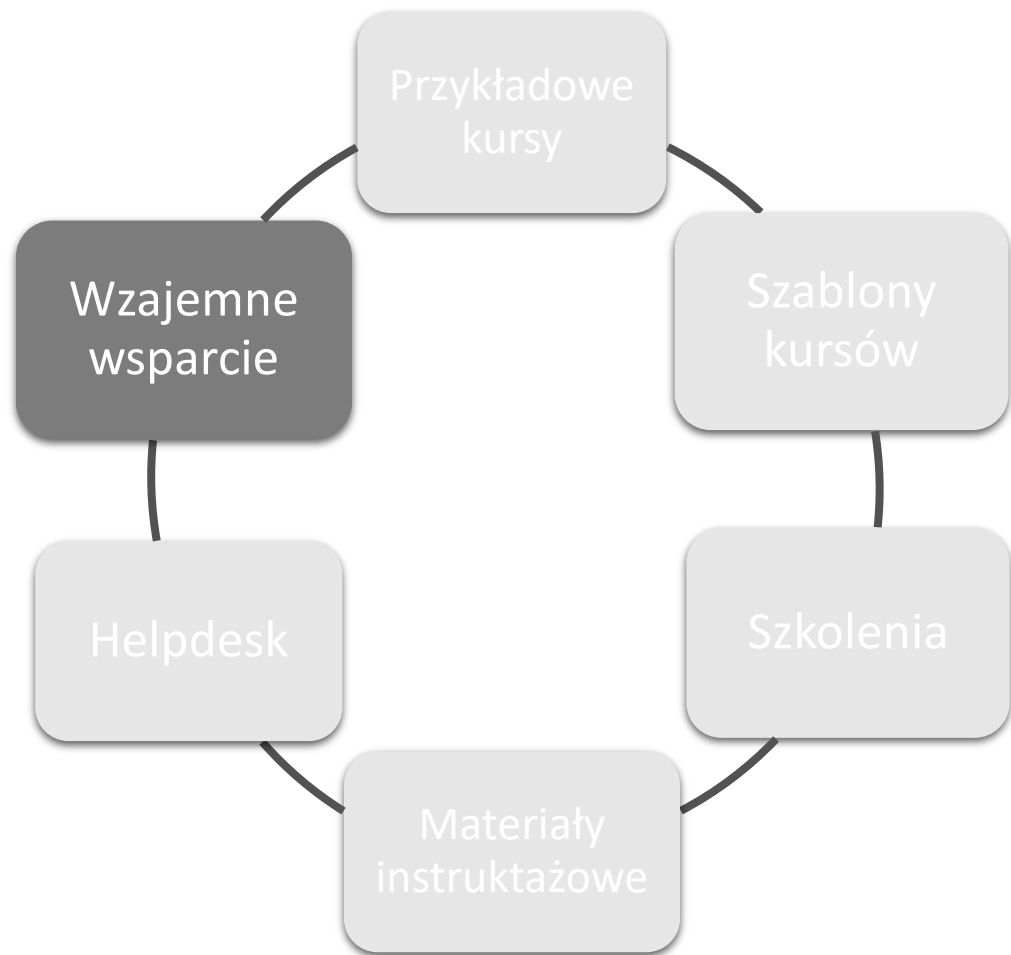 Przykładowe
kursy
Wzajemne
wsparcie
Szablony
kursów
Helpdesk
Szkolenia
Materiały
instruktażowe